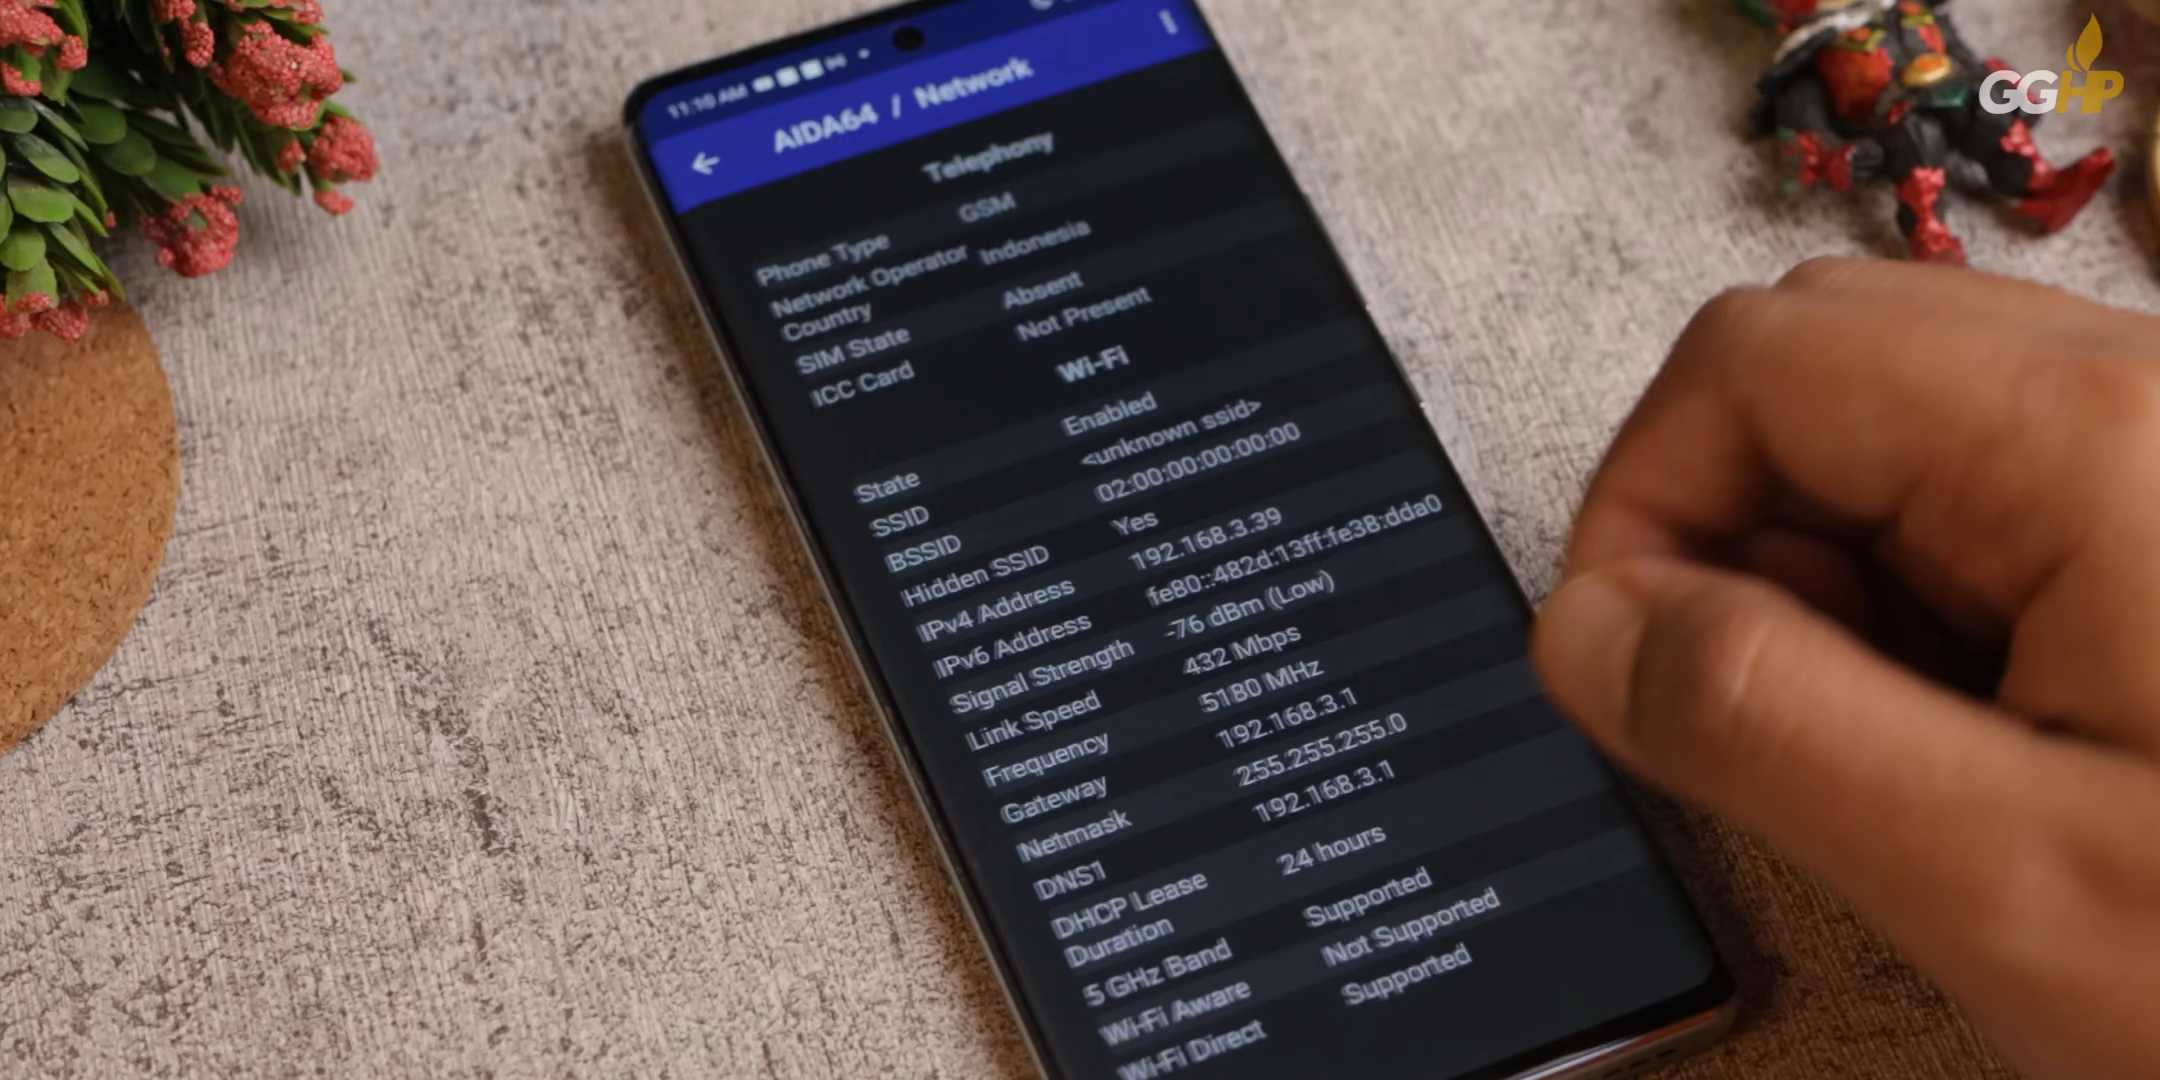 GGHP
11:10 AM
AIDA64 / Network
Telephony
Phone Type GSM
Network Operator Country Indonesia
SIM State Absent
ICC Card Not Present
Wi-Fi
State Enabled
SSID <unknown ssid>
BSSID 02:00:00:00:00:00
Hidden SSID Yes
IPv4 Address 192.168.3.39
IPv6 Address fe80::482d:13ff:fe38:dda0
Signal Strength -76 dBm (Low)
Link Speed 432 Mbps
Frequency 5180 MHz
Gateway 192.168.3.1
Netmask 255.255.255.0
DNS1 192.168.3.1
DHCP Lease Duration 24 hours
5 GHz Band Supported
Wi-Fi Aware Not Supported
Wi-Fi Direct Supported